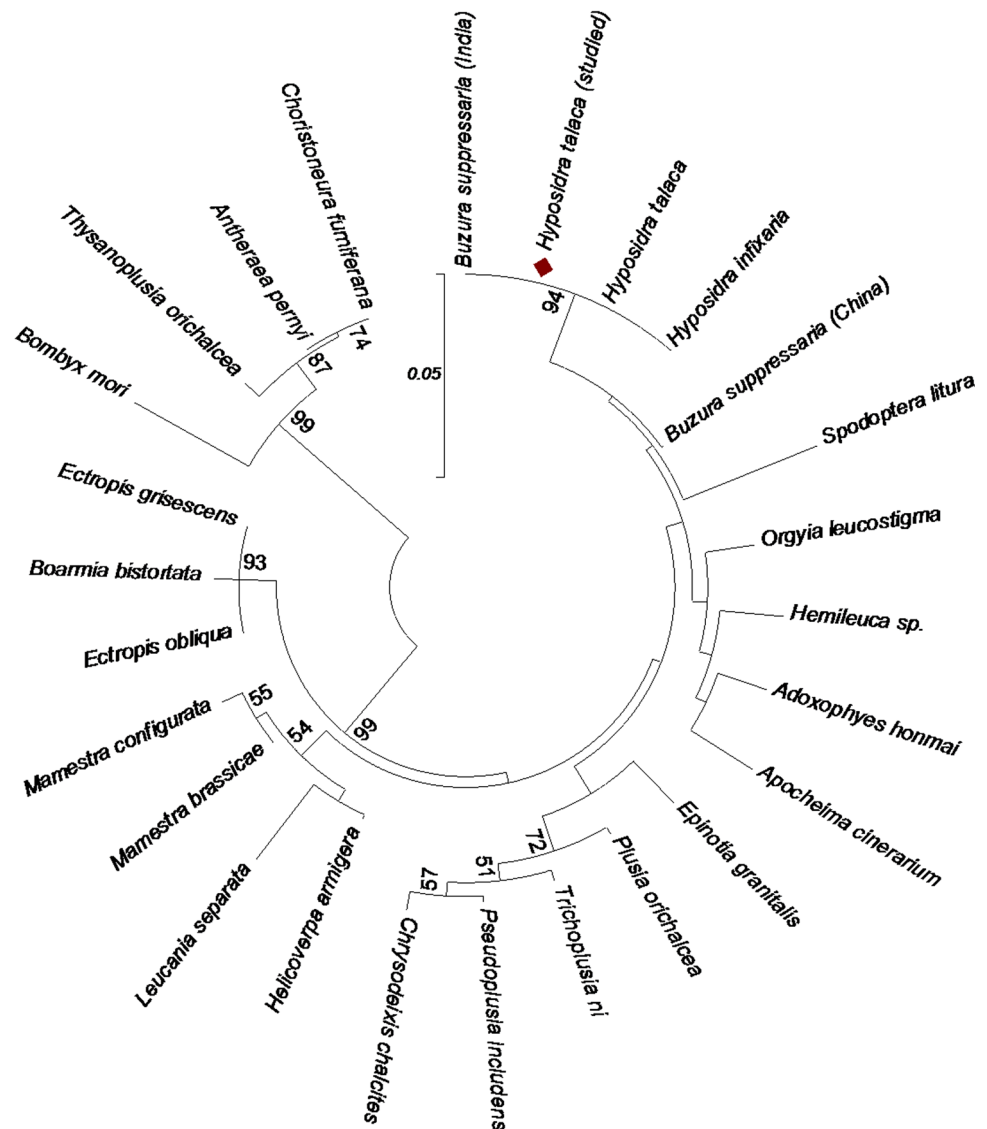 Buzura suppressaria (India)
Hyposidra talaca (studied)
Hyposidra talaca
Hyposidra infixaria
Buzura suppressaria (China)
Spodoptera litura
Orgyia leucostigma
Hemileuca sp.
Adoxophyes honmai
Apocheima cinerarium
Epinotia granitalis
Plusia orichalcea
Trichoplusia ni
Pseudoplusia includens
Chrysodeixis chalcites
Helicoverpa armigera
Leucania separata
Mamestra brassicae
Mamestra configurata
Ectropis obliqua
Boarmia bistortata
Ectropis grisescens
Bombyx mori
Thysanoplusia orichalcea
Antheraea pernyi
Choristoneura fumiferana
94
72
51
57
99
54
55
93
99
87
74
0.05